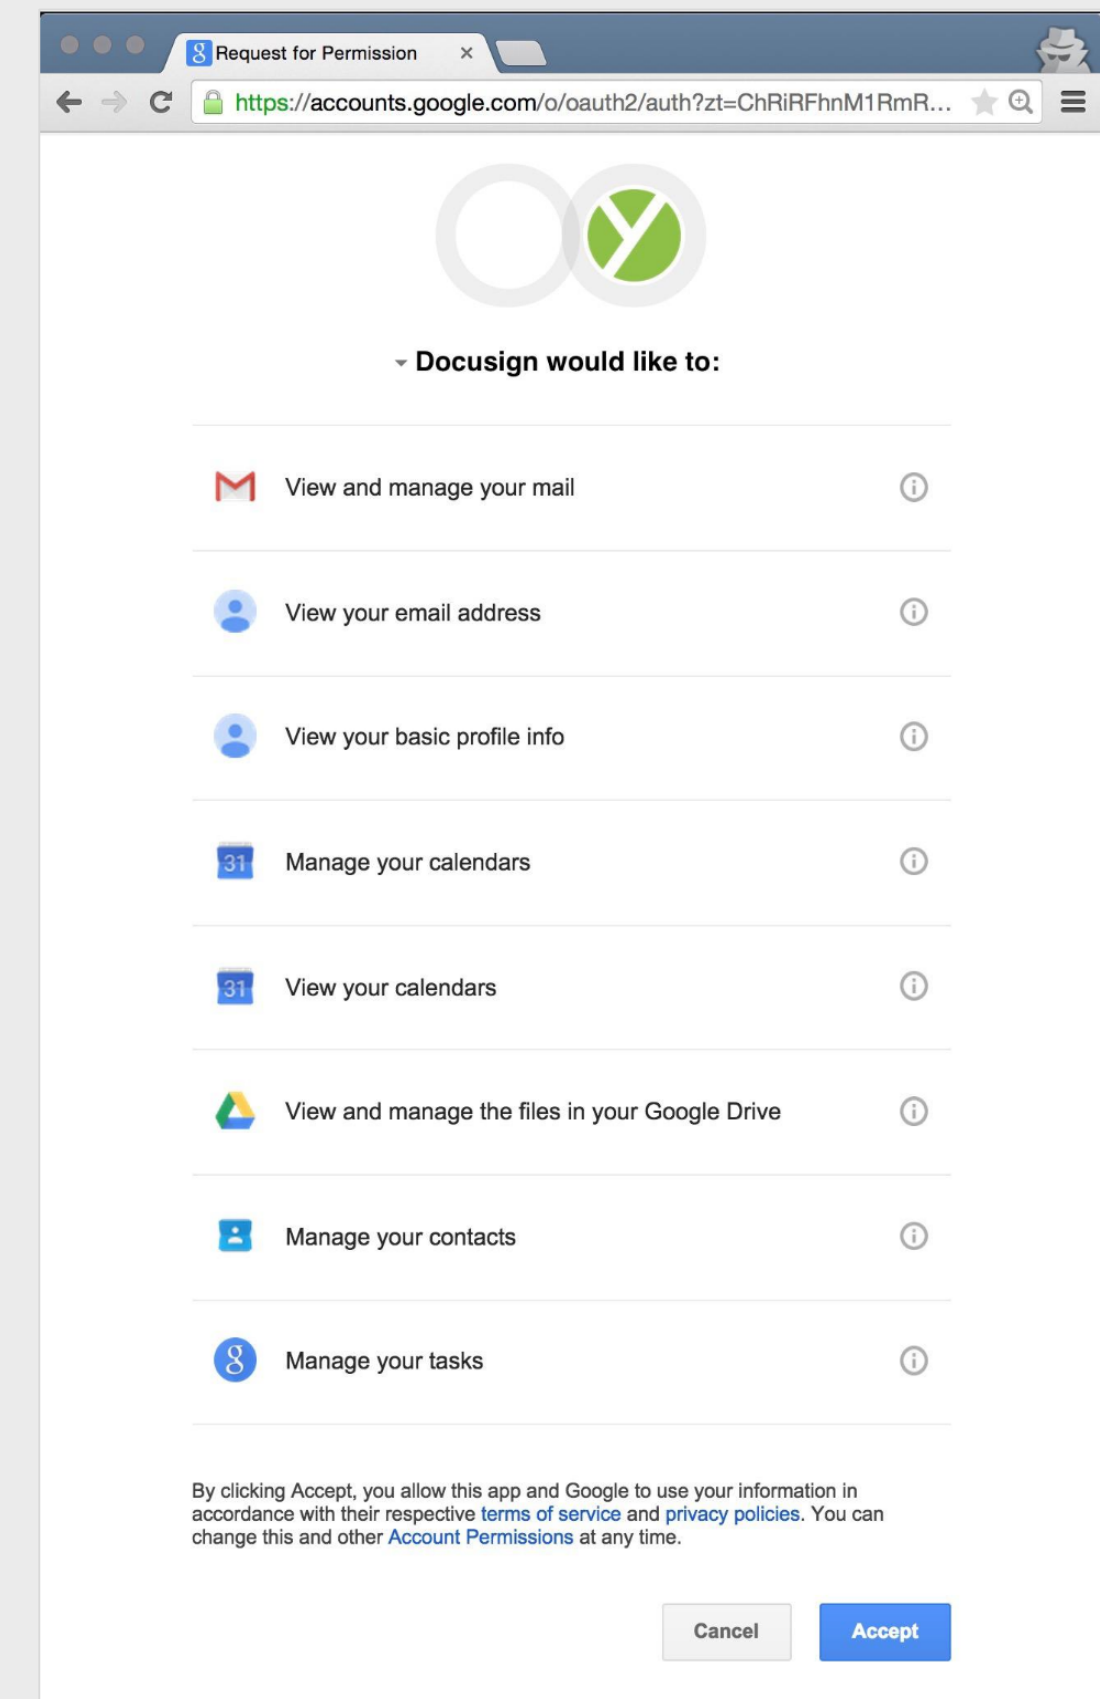 Request for Permission
https://accounts.google.com/o/oauth2/auth?zt=ChRiRFhnM1RmR...
Docusign would like to:
View and manage your mail
View your email address
View your basic profile info
31
Manage your calendars
31
View your calendars
View and manage the files in your Google Drive
Manage your contacts
Manage your tasks
By clicking Accept, you allow this app and Google to use your information in
accordance with their respective terms of service and privacy policies. You can
change this and other Account Permissions at any time.
Cancel
Accept